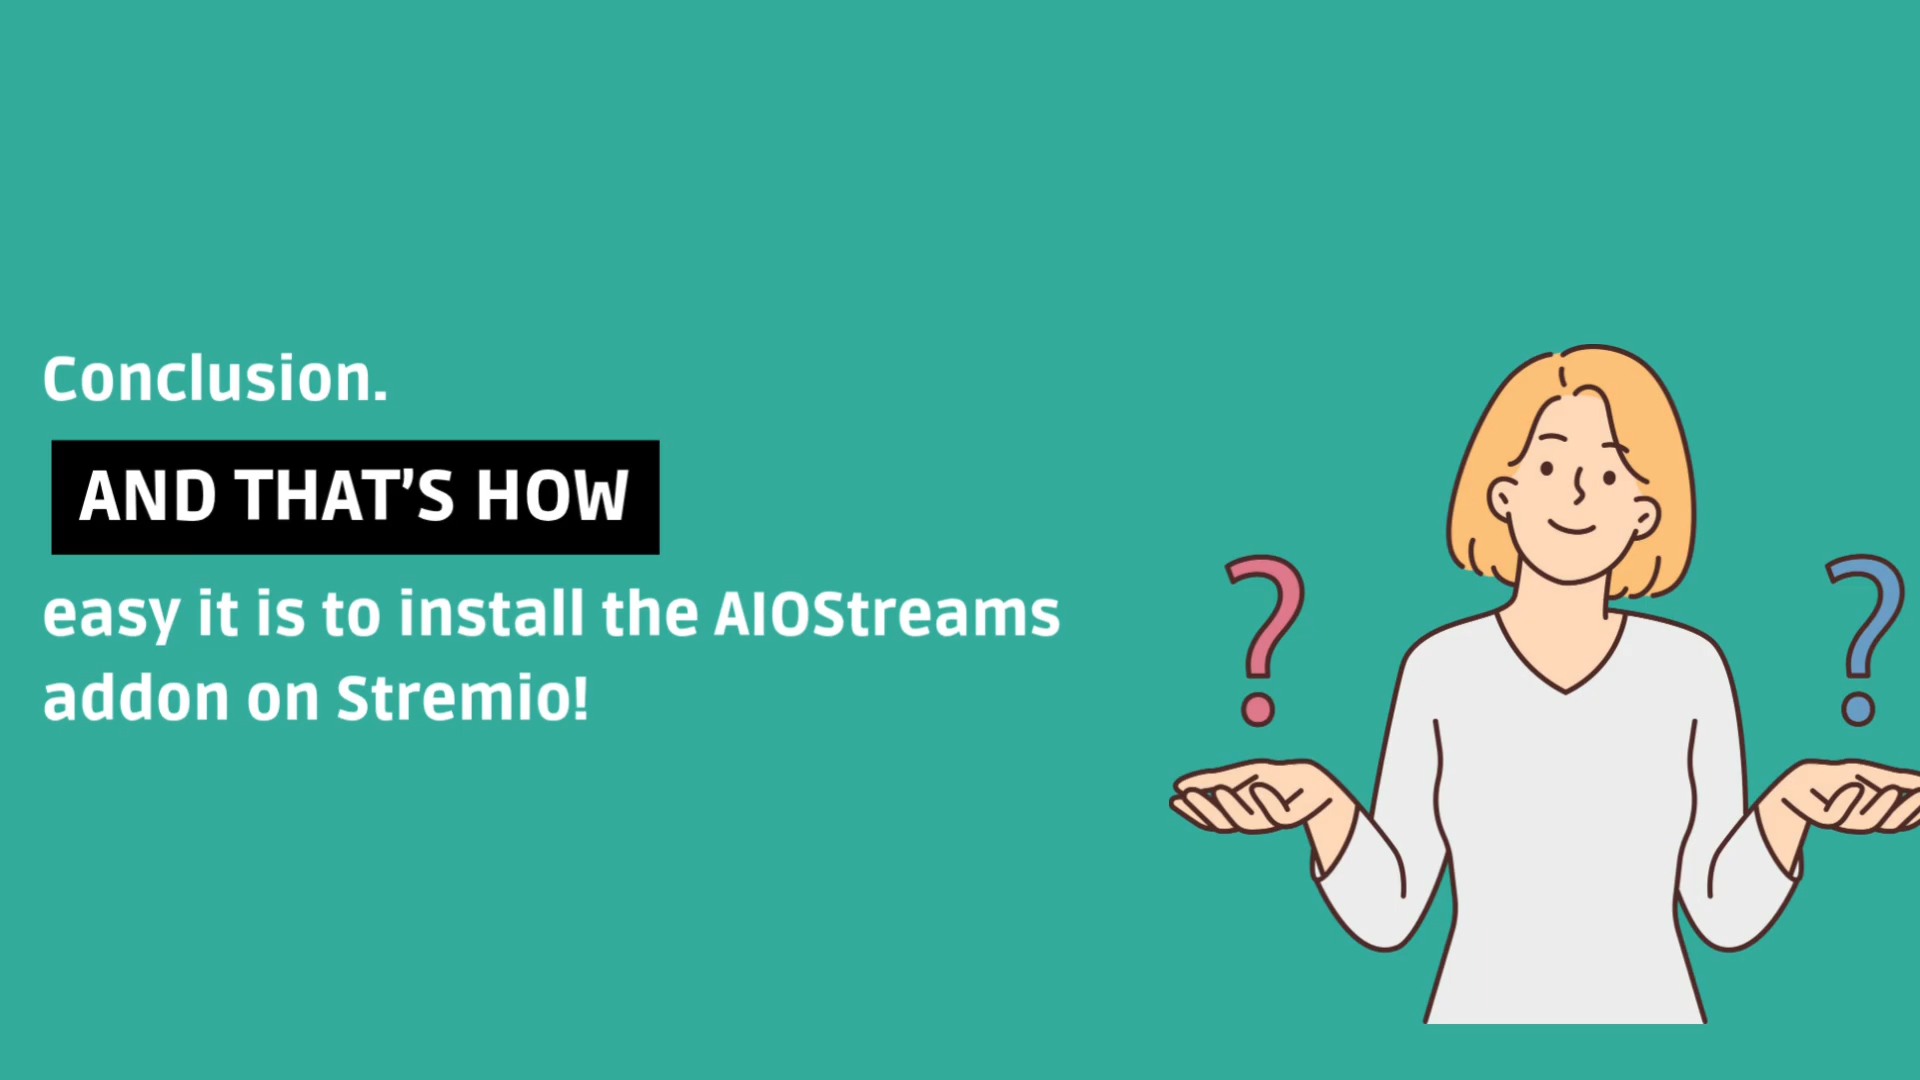 Conclusion.
AND THAT’S HOW
easy it is to install the AIOStreams
addon on Stremio!
? ?